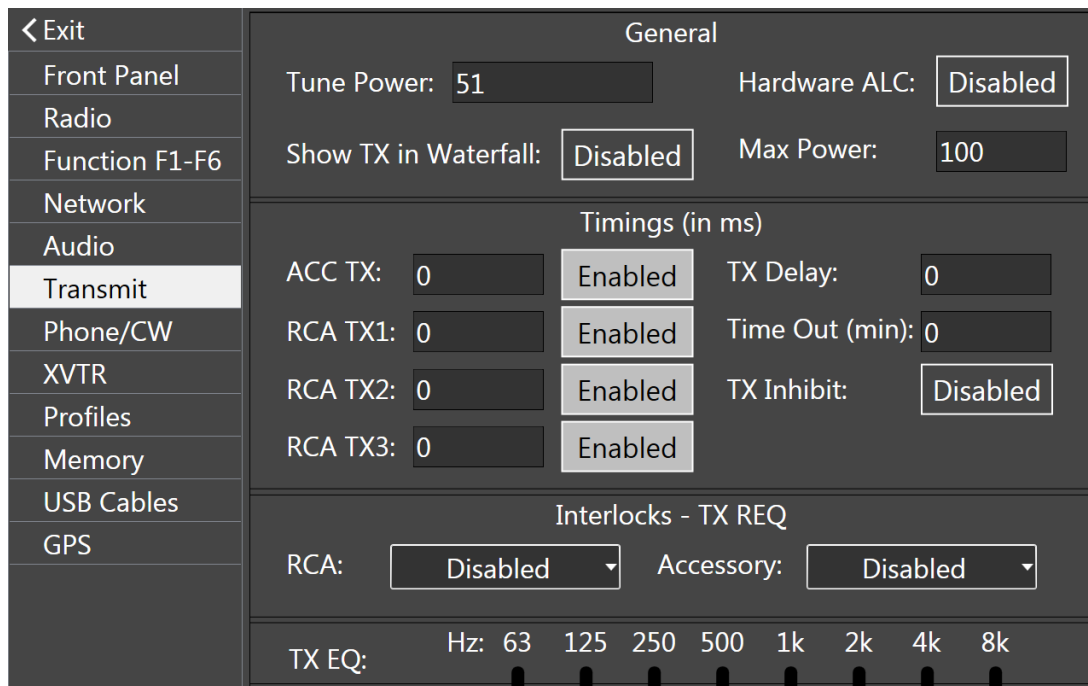 Exit
Front Panel
Radio
Function F1-F6
Network
Audio
Transmit
Phone/CW
XVTR
Profiles
Memory
USB Cables
GPS
General
Tune Power: 51 Hardware ALC: Disabled
Show TX in Waterfall: Disabled Max Power: 100
Timings (in ms)
ACC TX: 0 Enabled TX Delay: 0
RCA TX1: 0 Enabled Time Out (min): 0
RCA TX2: 0 Enabled TX Inhibit: Disabled
RCA TX3: 0 Enabled
Interlocks - TX REQ
RCA: Disabled Accessory: Disabled
Hz: 63 125 250 500 1k 2k 4k 8k
TX EQ: